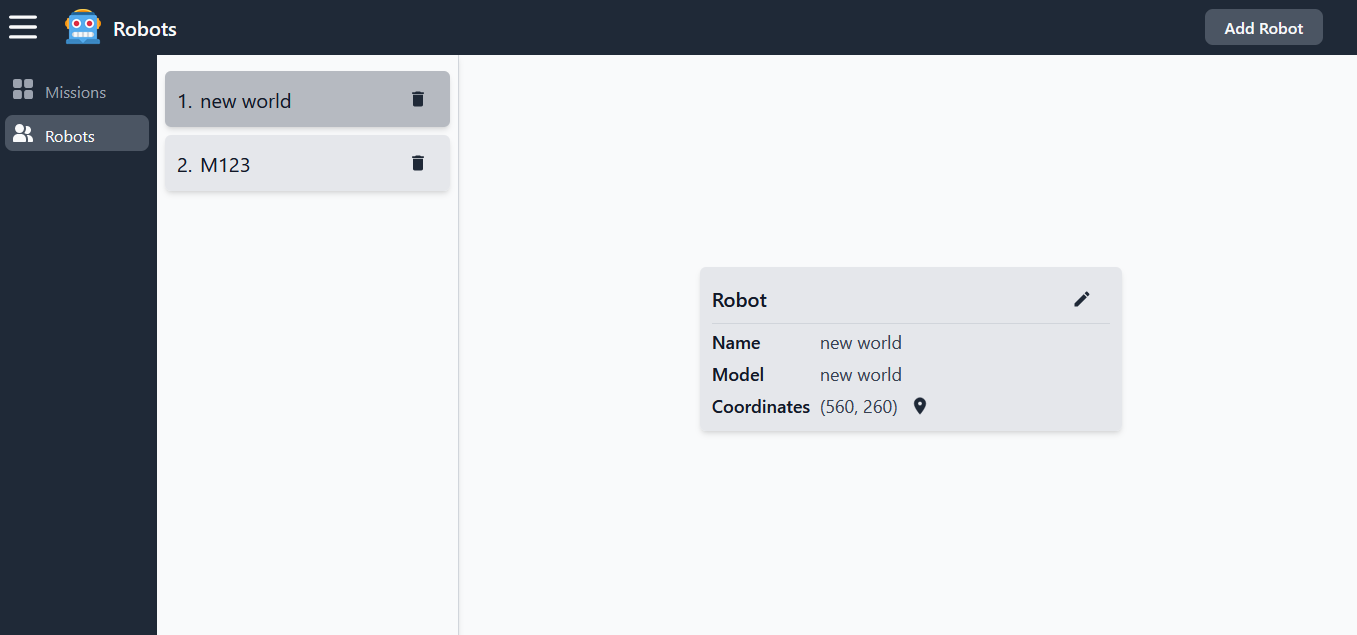 Robots
Add Robot
Missions
Robots
1. new world
2. M123
Robot
Name new world
Model new world
Coordinates (560, 260)